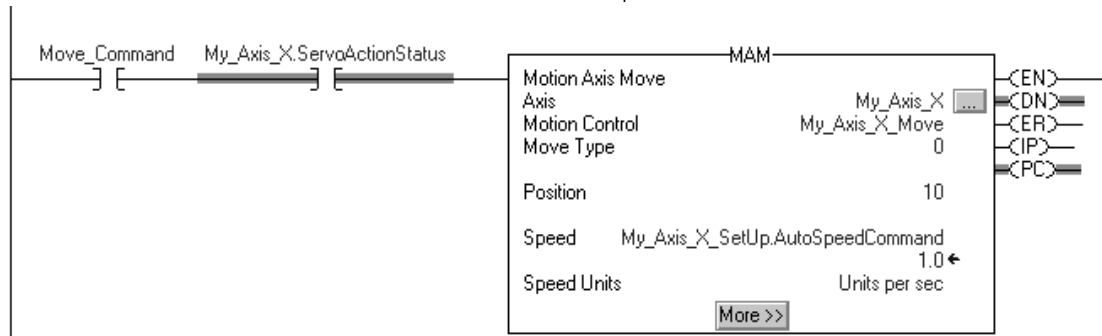 Move_Command My_Axis_X.ServoActionStatus
MAM
Motion Axis Move
Axis My_Axis_X ...
Motion Control My_Axis_X_Move
Move Type 0
Position 10
Speed My_Axis_X_SetUp.AutoSpeedCommand
1.0
Speed Units Units per sec
More >>
EN
DN
ER
IP
PC